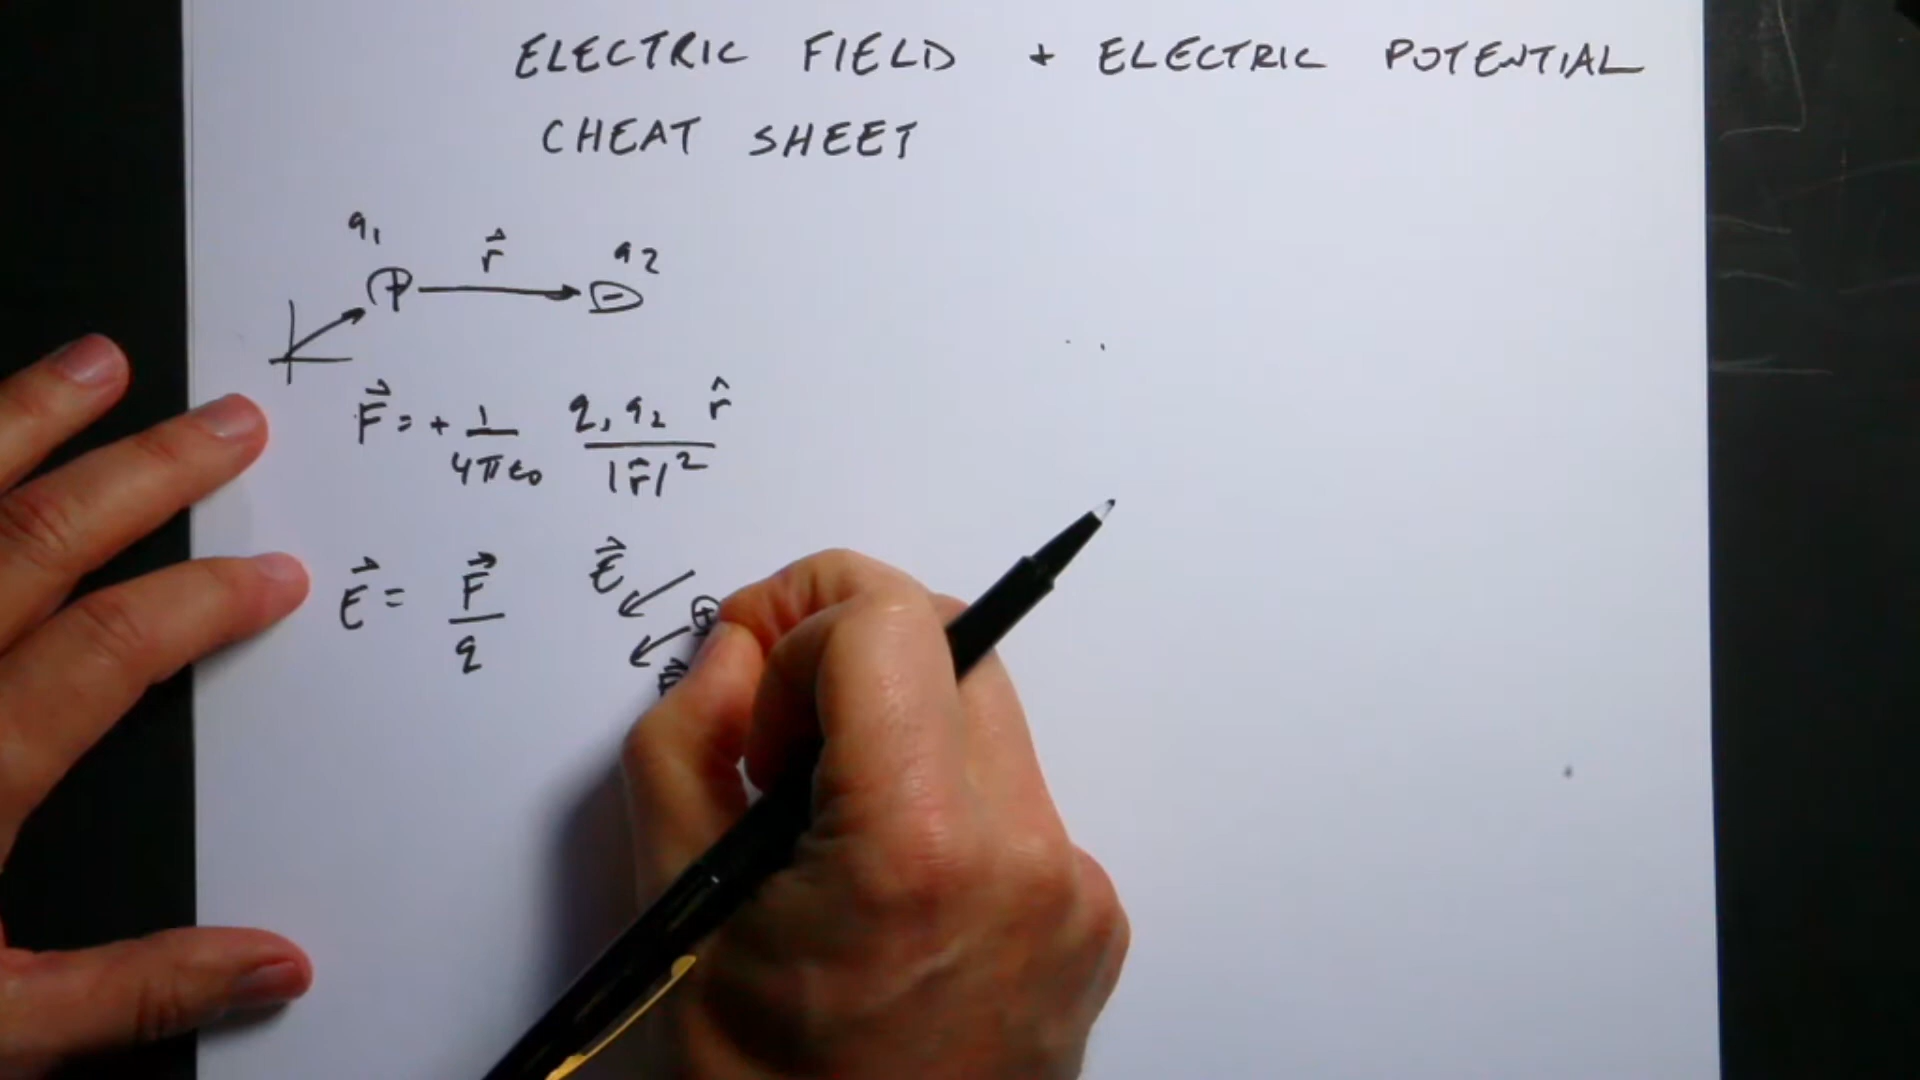 ELECTRIC FIELD + ELECTRIC POTENTIAL
CHEAT SHEET
q₁ r⃗ q₂
+ -
F⃗ = + 1/4πϵ₀ q₁q₂ r̂/|r⃗|²
E⃗ = F⃗/q E⃗
+
F⃗